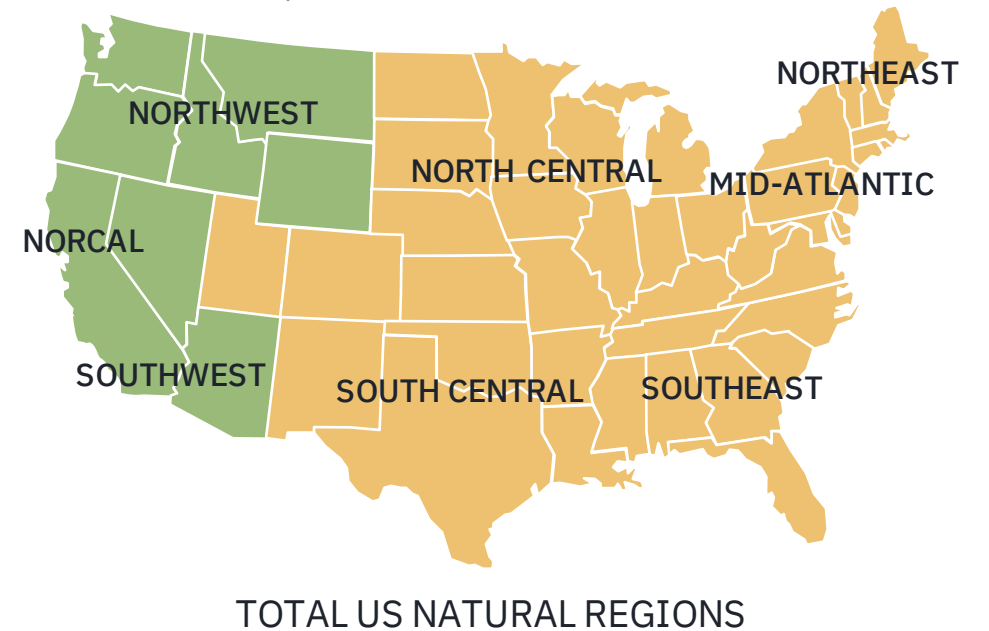 NORTHEAST
NORTHWEST
NORTH CENTRAL
MID-ATLANTIC
NORCAL
SOUTHWEST
SOUTH CENTRAL
SOUTHEAST
TOTAL US NATURAL REGIONS